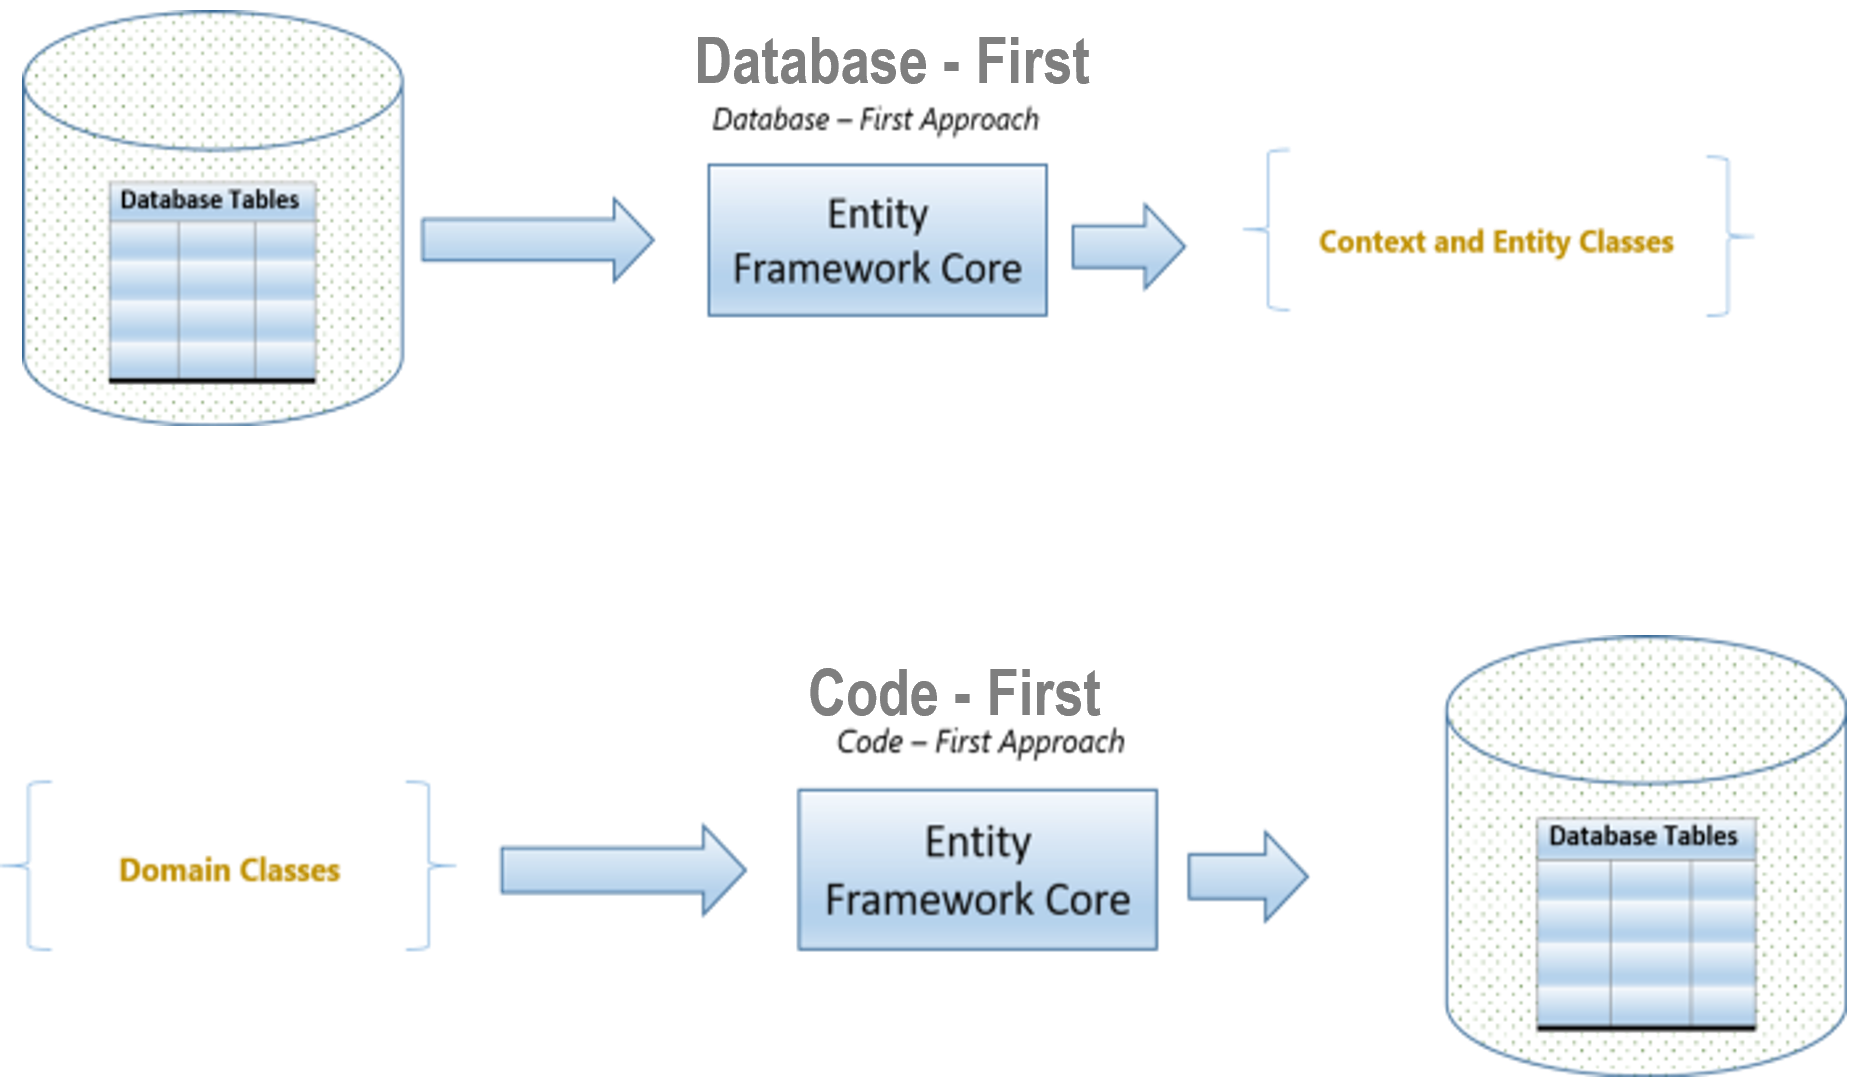 Database - First
Database – First Approach
Database Tables
Entity
Framework Core
Context and Entity Classes
Code - First
Code – First Approach
Domain Classes
Entity
Framework Core
Database Tables